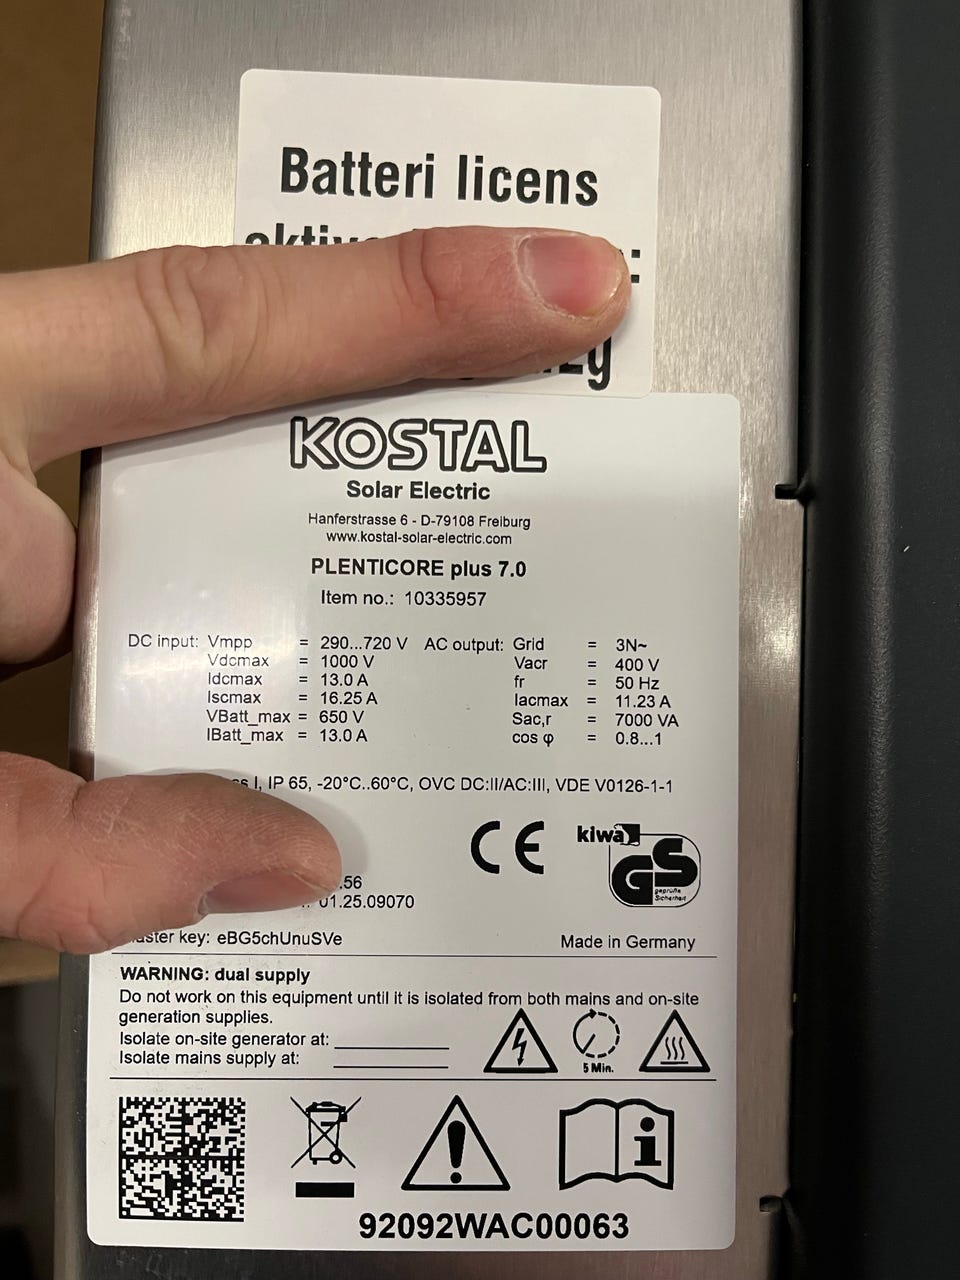 Batteri licens
:
KOSTAL
Solar Electric
Hanferstrasse 6 - D-79108 Freiburg
www.kostal-solar-electric.com
PLENTICORE plus 7.0
Item no.: 10335957
DC input: Vmpp = 290...720 V AC output: Grid = 3N~
Vdcmax = 1000 V Vacr = 400 V
Idcmax = 13.0 A fr = 50 Hz
Iscmax = 16.25 A Iacmax = 11.23 A
VBatt_max = 650 V Sac,r = 7000 VA
IBatt_max = 13.0 A cos φ = 0.8...1
I, IP 65, -20°C..60°C, OVC DC:II/AC:III, VDE V0126-1-1
CE kiwa
GS
geprüfte
Sicherheit
.56
01.25.09070
key: eBG5chUnuSVe Made in Germany
WARNING: dual supply
Do not work on this equipment until it is isolated from both mains and on-site
generation supplies.
Isolate on-site generator at:
Isolate mains supply at:
5 Min.
92092WAC00063